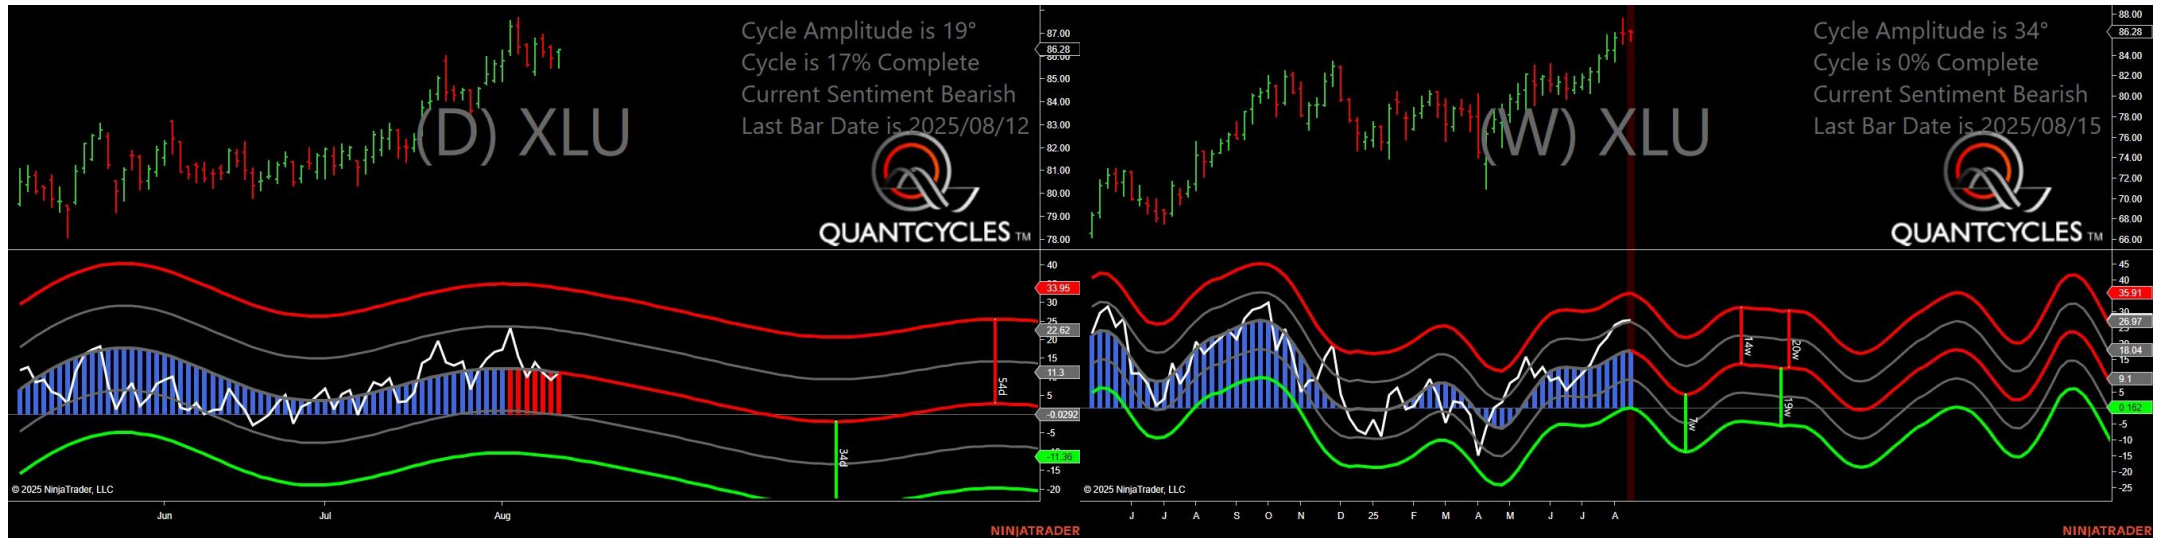 Cycle Amplitude is 19°
Cycle is 17% Complete
Current Sentiment Bearish
Last Bar Date is 2025/08/12
(D) XLU
QUANTCYCLES TM
87.00
86.28
86.00
85.00
84.00
83.00
82.00
81.00
80.00
79.00
78.00
40
33.95
30
25
22.62
20
15
11.3
5
-0.0292
-5
-11.36
-15
-20
54d
34d
© 2025 NinjaTrader, LLC
Jun Jul Aug
NINJATRADER
Cycle Amplitude is 34°
Cycle is 0% Complete
Current Sentiment Bearish
Last Bar Date is 2025/08/15
(W) XLU
QUANTCYCLES TM
88.00
86.28
84.00
82.00
80.00
78.00
76.00
74.00
72.00
70.00
68.00
66.00
45
40
35.91
30
26.97
18.04
15
9.1
5
0.162
-5
-10
-15
-20
-25
14w
20w
7w
19w
© 2025 NinjaTrader, LLC
J J A S O N D 25 F M A M J J A
NINJATRADER